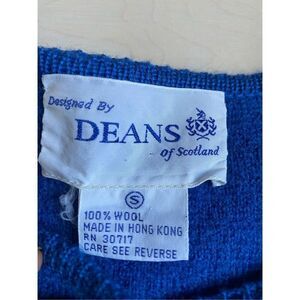 Designed By
DEANS
of Scotland
S
100% WOOL
MADE IN HONG KONG
RN 30717
CARE SEE REVERSE